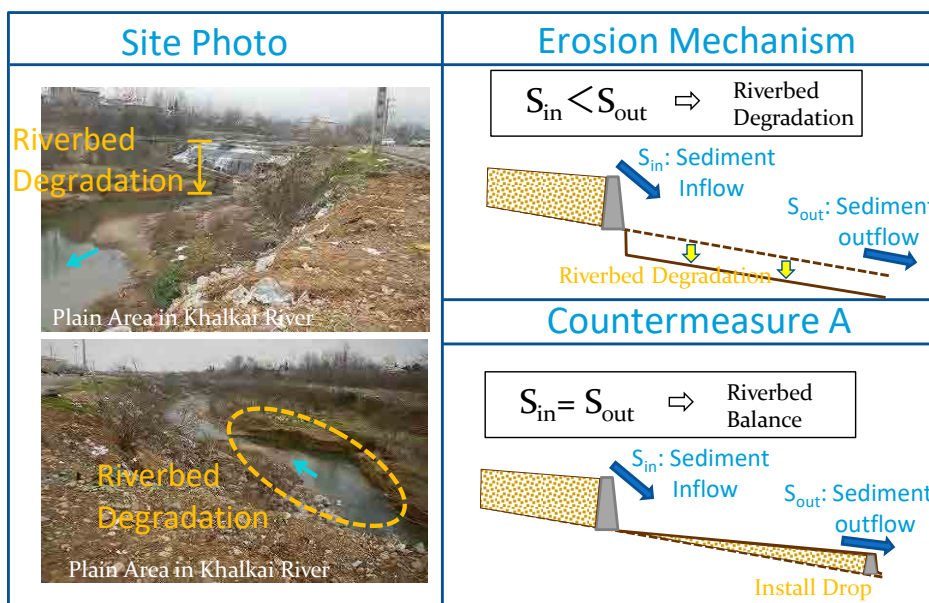 Site Photo
Riverbed
Degradation
Plain Area in Khalkai River
Riverbed
Degradation
Plain Area in Khalkai River
Erosion Mechanism
Sin < Sout ⇨ Riverbed
Degradation
Sin: Sediment
Inflow
Sout: Sediment
outflow
Riverbed Degradation
Countermeasure A
Sin = Sout ⇨ Riverbed
Balance
Sin: Sediment
Inflow
Sout: Sediment
outflow
Install Drop